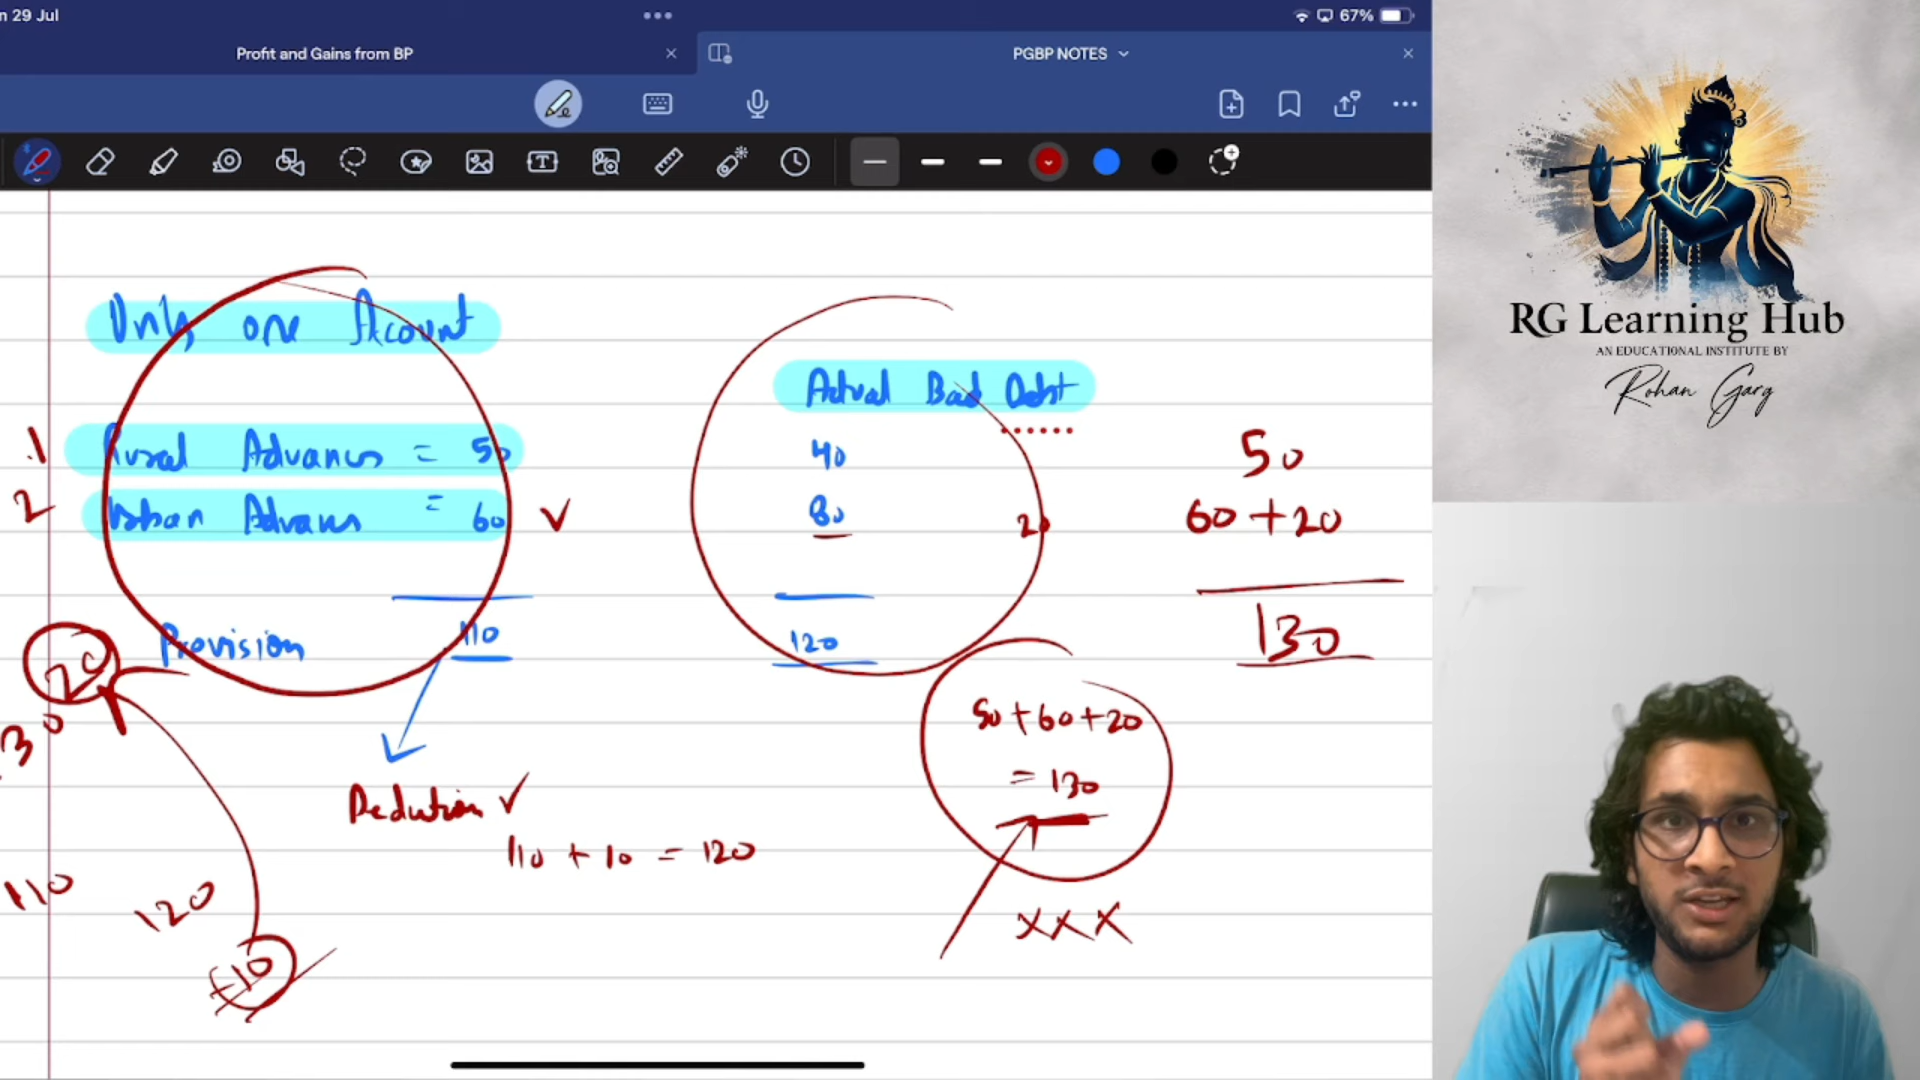 n 29 Jul
67%
Profit and Gains from BP
PGBP NOTES
T
Only one Account
Actual Bad Debt
.1 Rural Advances = 50
40
50
2 Urban Advances = 60
80
20
60 + 20
Provision 110
120
130
20
50 + 60 + 20
= 130
Deduction
110 + 10 = 120
110
120
+10
XXX
RG Learning Hub
AN EDUCATIONAL INSTITUTE BY
Rohan Garg